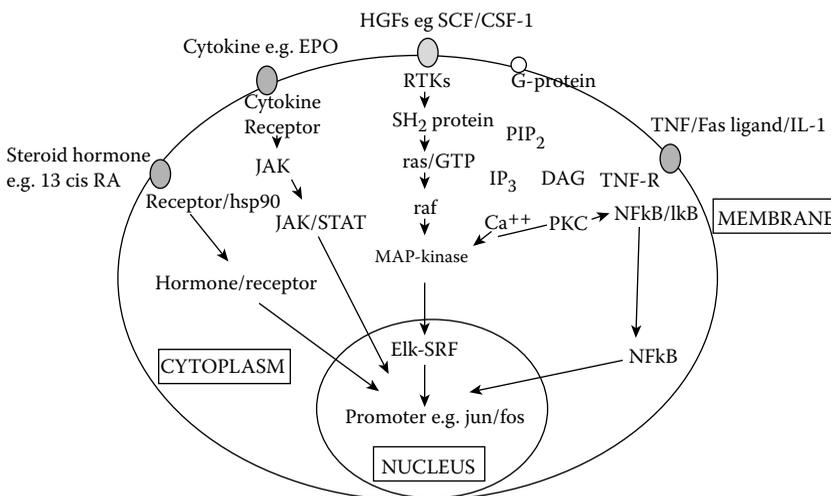 HGFs eg SCF/CSF-1
Cytokine e.g. EPO
RTKs
G-protein
Cytokine
Receptor
SH2 protein
PIP2
TNF/Fas ligand/IL-1
Steroid hormone
e.g. 13 cis RA
JAK
ras/GTP
IP3
DAG
TNF-R
Receptor/hsp90
JAK/STAT
raf
Ca++
PKC
NFkB/lkB
MEMBRANE
MAP-kinase
Hormone/receptor
Elk-SRF
NFkB
CYTOPLASM
Promoter e.g. jun/fos
NUCLEUS